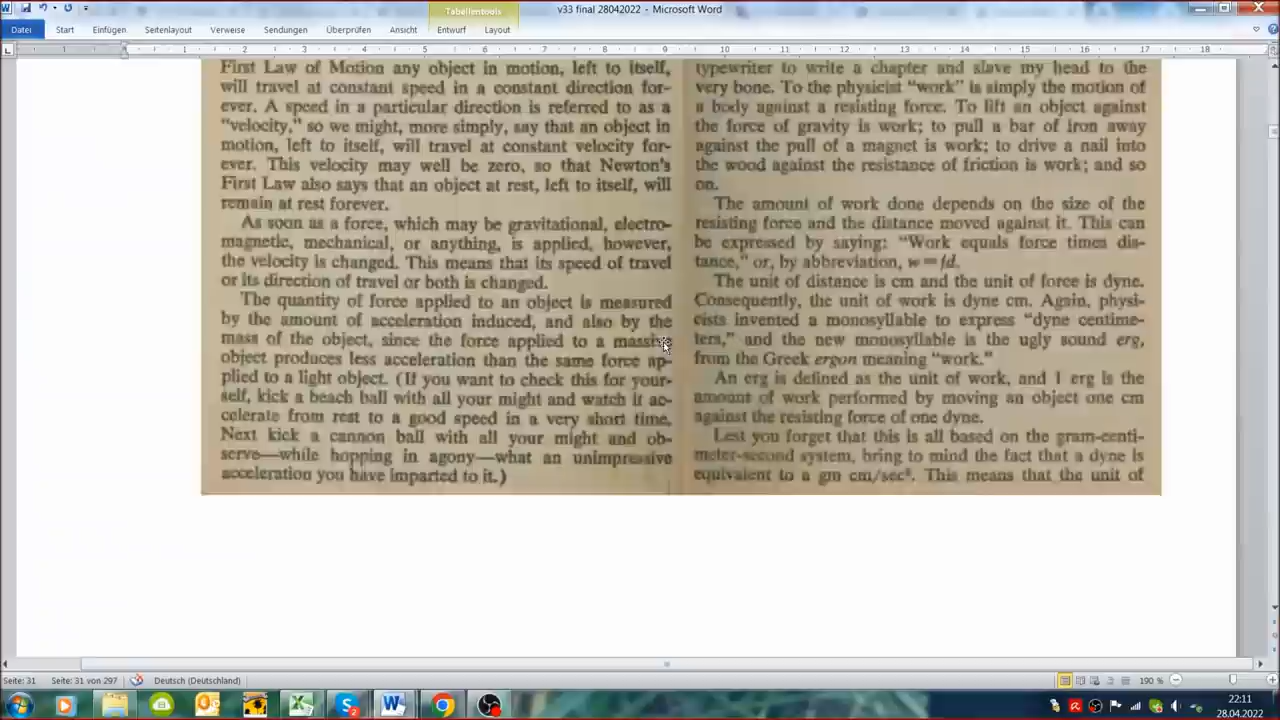 Tabellentools
v33 final 28042022 - Microsoft Word
Datei Start Einfügen Seitenlayout Verweise Sendungen Überprüfen Ansicht Entwurf Layout
1 1 2 3 4 5 6 7 8 9 10 11 12 13 14 15 16 17 18
First Law of Motion any object in motion, left to itself,
will travel at constant speed in a constant direction for-
ever. A speed in a particular direction is referred to as a
“velocity,” so we might, more simply, say that an object in
motion, left to itself, will travel at constant velocity for-
ever. This velocity may well be zero, so that Newton's
First Law also says that an object at rest, left to itself, will
remain at rest forever.
As soon as a force, which may be gravitational, electro-
magnetic, mechanical, or anything, is applied, however,
the velocity is changed. This means that its speed of travel
or its direction of travel or both is changed.
The quantity of force applied to an object is measured
by the amount of acceleration induced, and also by the
mass of the object, since the force applied to a massive
object produces less acceleration than the same force ap-
plied to a light object. (If you want to check this for your-
self, kick a beach ball with all your might and watch it ac-
celerate from rest to a good speed in a very short time.
Next kick a cannon ball with all your might and ob-
serve—while hopping in agony—what an unimpressive
acceleration you have imparted to it.)
typewriter to write a chapter and slave my head to the
very bone. To the physicist “work” is simply the motion of
a body against a resisting force. To lift an object against
the force of gravity is work; to pull a bar of iron away
against the pull of a magnet is work; to drive a nail into
the wood against the resistance of friction is work; and so
on.
The amount of work done depends on the size of the
resisting force and the distance moved against it. This can
be expressed by saying: “Work equals force times dis-
tance,” or, by abbreviation, w = fd.
The unit of distance is cm and the unit of force is dyne.
Consequently, the unit of work is dyne cm. Again, physi-
cists invented a monosyllable to express “dyne centime-
ters,” and the new monosyllable is the ugly sound erg,
from the Greek ergon meaning “work.”
An erg is defined as the unit of work, and 1 erg is the
amount of work performed by moving an object one cm
against the resisting force of one dyne.
Lest you forget that this is all based on the gram-centi-
meter-second system, bring to mind the fact that a dyne is
equivalent to a gm cm/sec². This means that the unit of
Seite: 31 Seite: 31 von 297 Deutsch (Deutschland) 190 %
22:11
28.04.2022